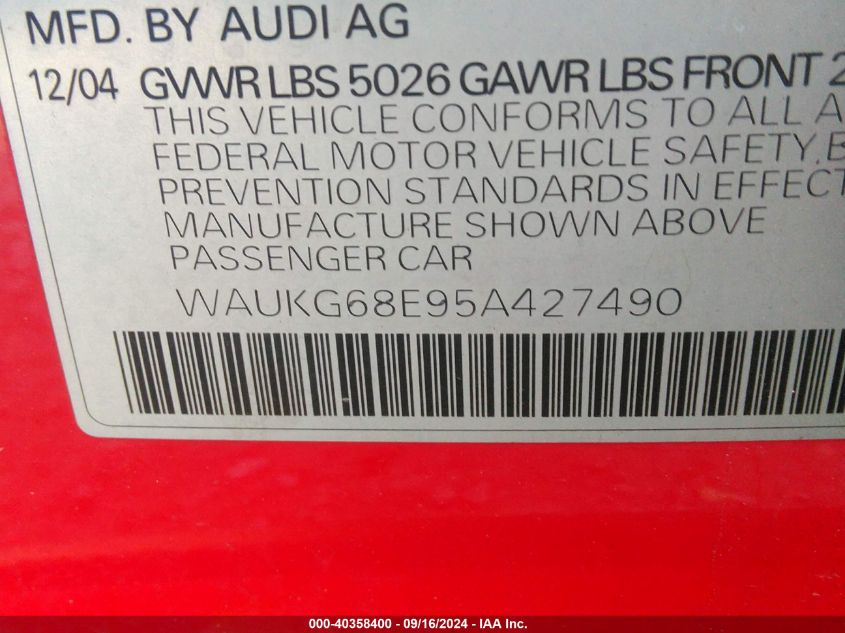 MFD. BY AUDI AG
12/04 GVWR LBS 5026 GAWR LBS FRONT 2
THIS VEHICLE CONFORMS TO ALL A
FEDERAL MOTOR VEHICLE SAFETY, B
PREVENTION STANDARDS IN EFFECT
MANUFACTURE SHOWN ABOVE
PASSENGER CAR
WAUKG68E95A427490
000-40358400 - 09/16/2024 - IAA Inc.